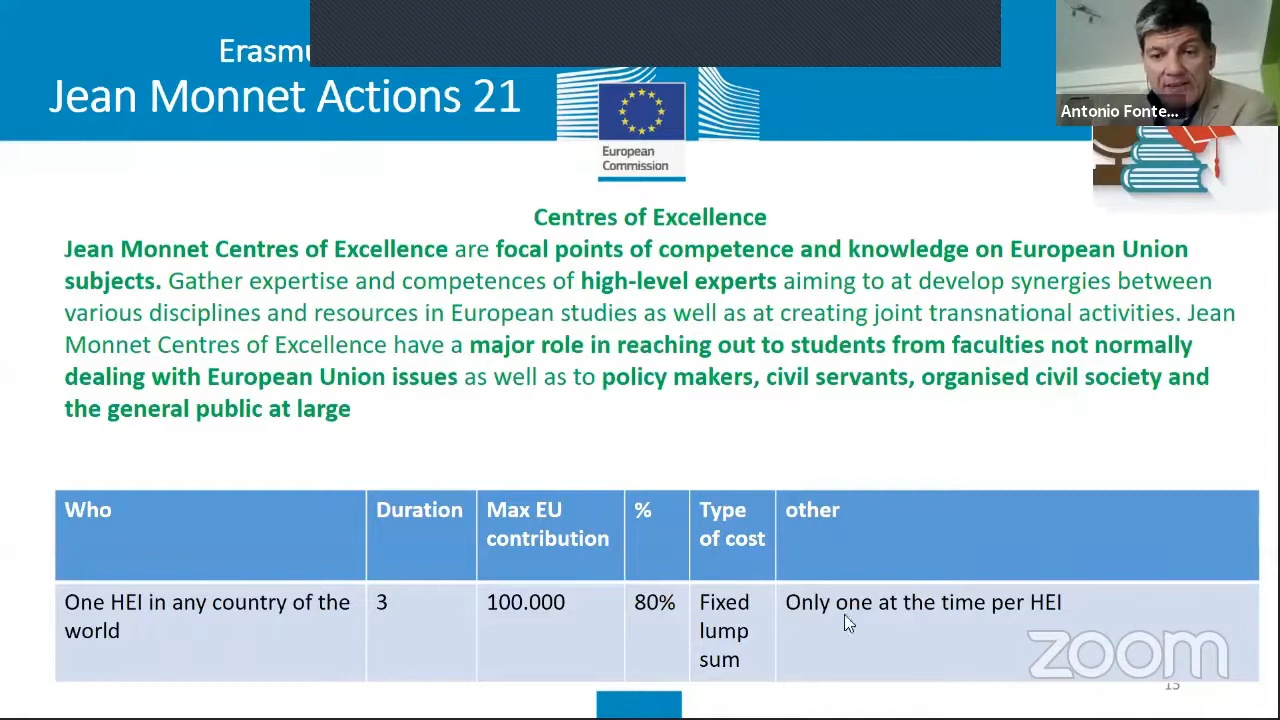 Erasmu
Jean Monnet Actions 21
European
Commission
Antonio Fonte...
Centres of Excellence
Jean Monnet Centres of Excellence are focal points of competence and knowledge on European Union
subjects. Gather expertise and competences of high-level experts aiming to at develop synergies between
various disciplines and resources in European studies as well as at creating joint transnational activities. Jean
Monnet Centres of Excellence have a major role in reaching out to students from faculties not normally
dealing with European Union issues as well as to policy makers, civil servants, organised civil society and
the general public at large
Who
Duration
Max EU
contribution
%
Type
of cost
other
One HEI in any country of the
world
3
100.000
80%
Fixed
lump
sum
Only one at the time per HEI
zoom
15